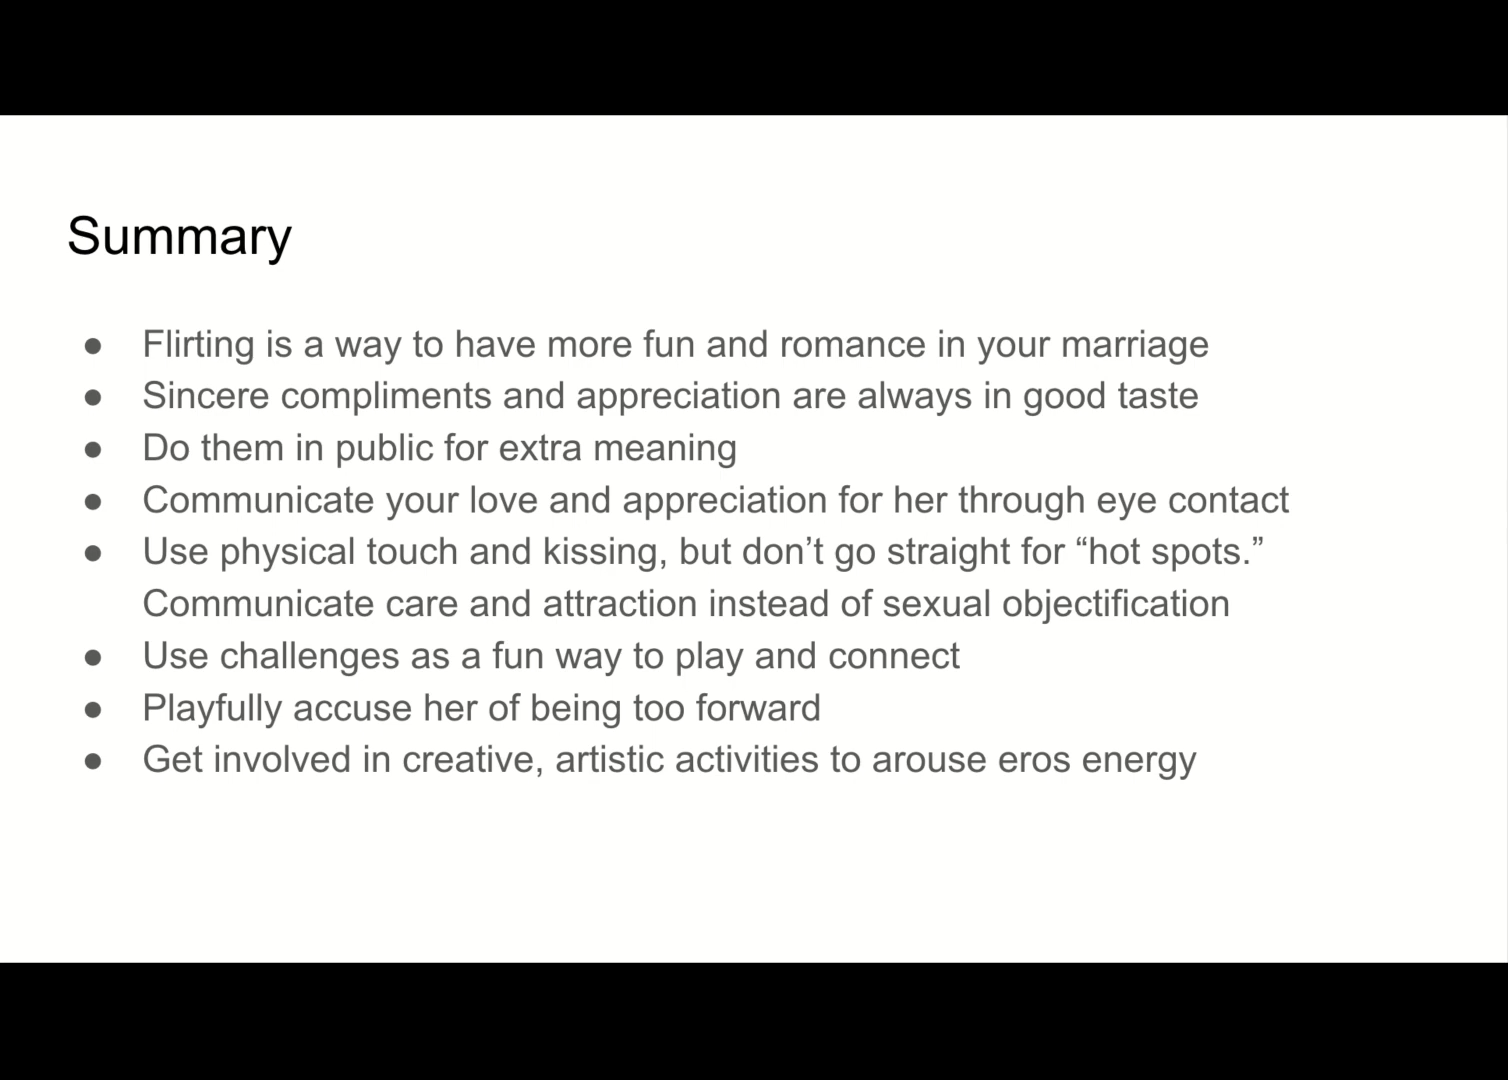 Summary
● Flirting is a way to have more fun and romance in your marriage
● Sincere compliments and appreciation are always in good taste
● Do them in public for extra meaning
● Communicate your love and appreciation for her through eye contact
● Use physical touch and kissing, but don’t go straight for “hot spots.”
Communicate care and attraction instead of sexual objectification
● Use challenges as a fun way to play and connect
● Playfully accuse her of being too forward
● Get involved in creative, artistic activities to arouse eros energy